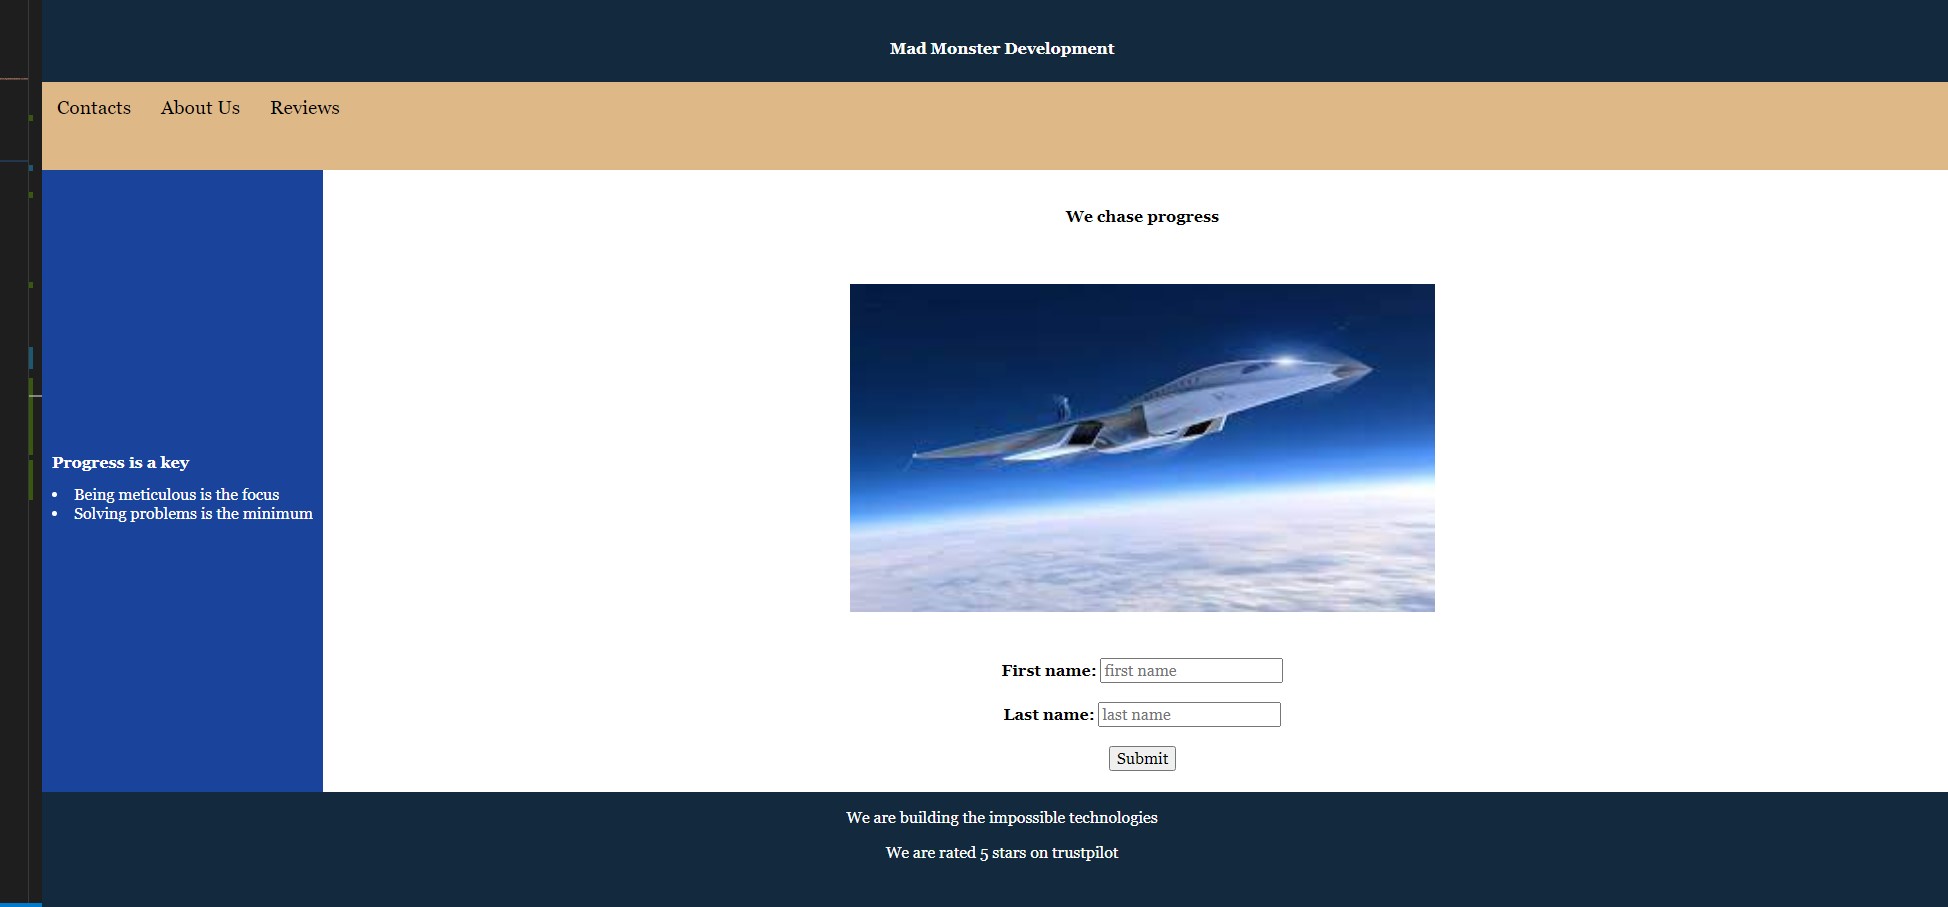 Mad Monster Development
Contacts About Us Reviews
We chase progress
Progress is a key
Being meticulous is the focus
Solving problems is the minimum
First name: first name
Last name: last name
Submit
We are building the impossible technologies
We are rated 5 stars on trustpilot